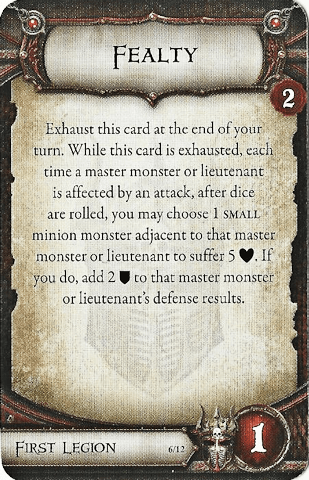 FEALTY
2
Exhaust this card at the end of your
turn. While this card is exhausted, each
time a master monster or lieutenant
is affected by an attack, after dice
are rolled, you may choose 1 SMALL
minion monster adjacent to that master
monster or lieutenant to suffer 5 ♥. If
you do, add 2 to that master monster
or lieutenant's defense results.
FIRST LEGION 6/12 1